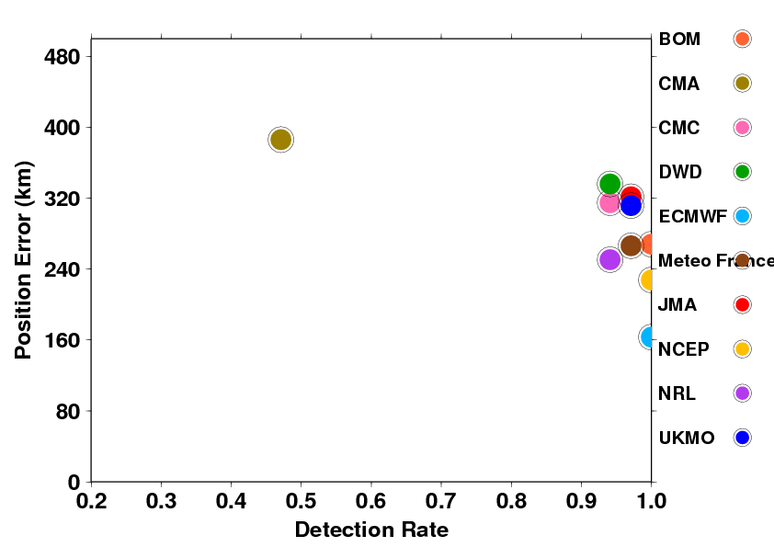 480
400
320
240
160
80
0
Position Error (km)
0.2 0.3 0.4 0.5 0.6 0.7 0.8 0.9 1.0
Detection Rate
BOM
CMA
CMC
DWD
ECMWF
Meteo France
JMA
NCEP
NRL
UKMO